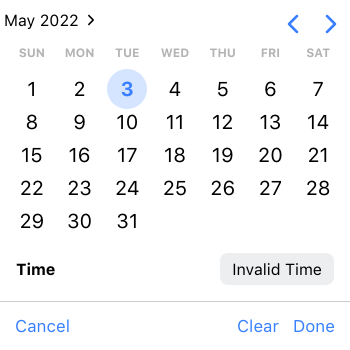 May 2022
SUN MON TUE WED THU FRI SAT
1 2 3 4 5 6 7
8 9 10 11 12 13 14
15 16 17 18 19 20 21
22 23 24 25 26 27 28
29 30 31
Time Invalid Time
Cancel Clear Done